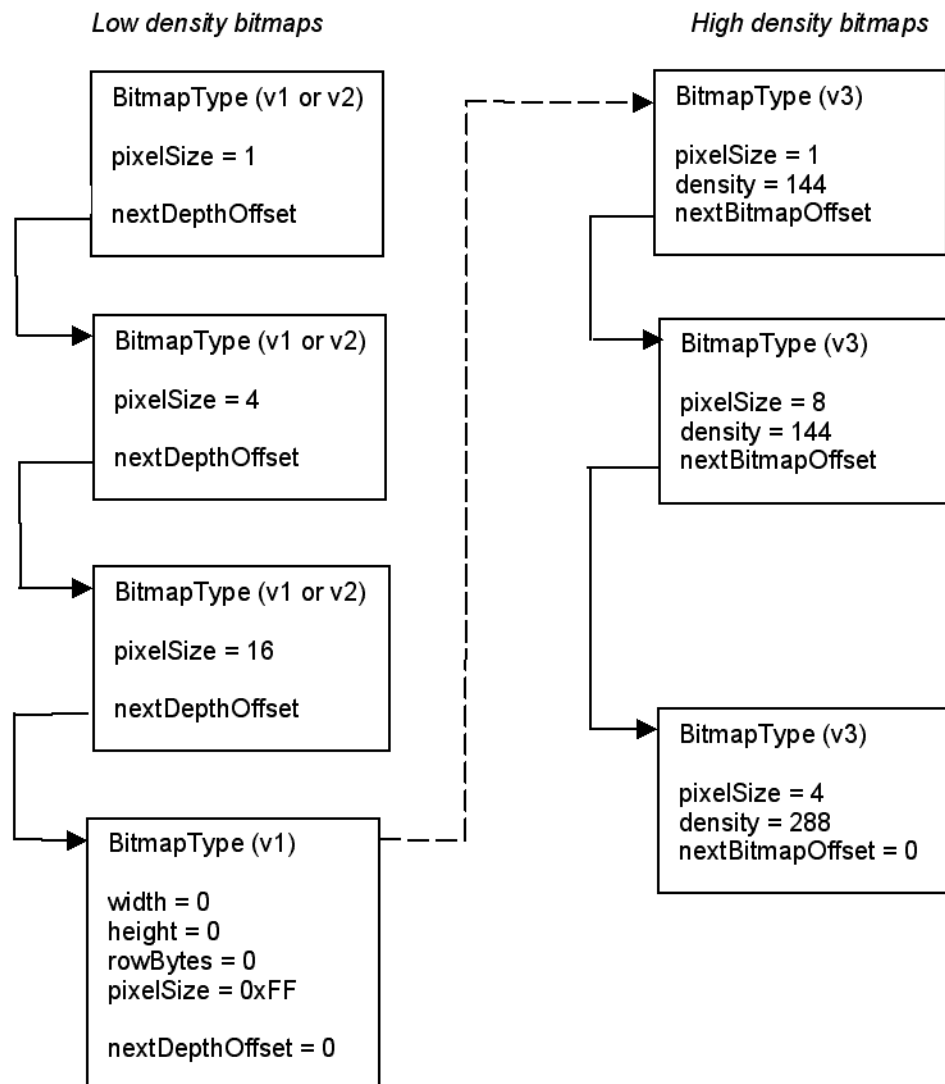 Low density bitmaps
BitmapType (v1 or v2)
pixelSize = 1
nextDepthOffset
BitmapType (v1 or v2)
pixelSize = 4
nextDepthOffset
BitmapType (v1 or v2)
pixelSize = 16
nextDepthOffset
BitmapType (v1)
width = 0
height = 0
rowBytes = 0
pixelSize = 0xFF
nextDepthOffset = 0
High density bitmaps
BitmapType (v3)
pixelSize = 1
density = 144
nextBitmapOffset
BitmapType (v3)
pixelSize = 8
density = 144
nextBitmapOffset
BitmapType (v3)
pixelSize = 4
density = 288
nextBitmapOffset = 0